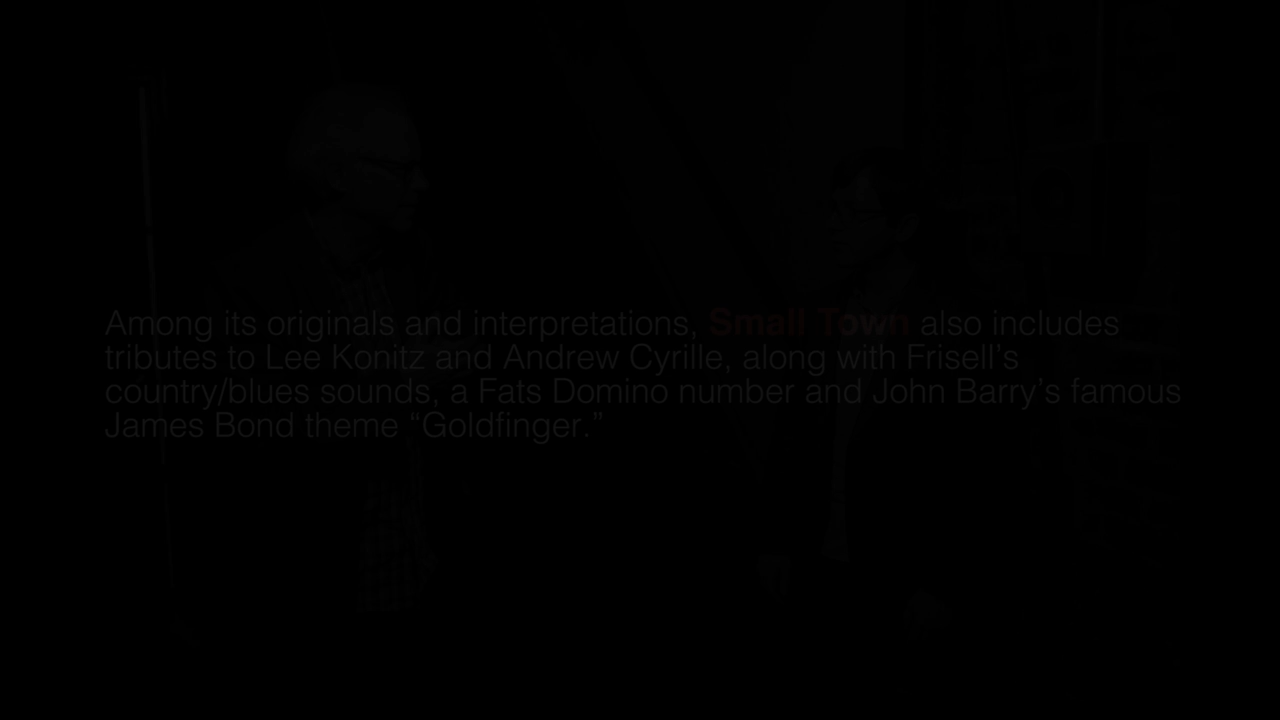 Among its originals and interpretations, Small Town also includes
tributes to Lee Konitz and Andrew Cyrille, along with Frisell’s
country/blues sounds, a Fats Domino number and John Barry’s famous
James Bond theme “Goldfinger.”